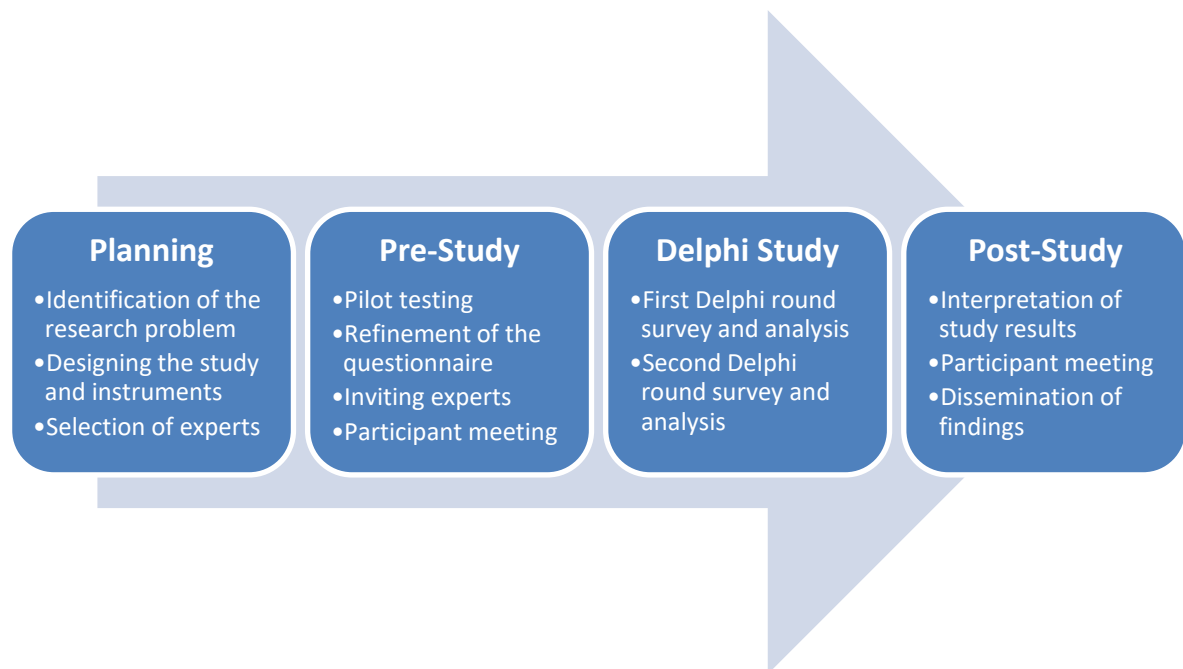 Planning
•Identification of the
research problem
•Designing the study
and instruments
•Selection of experts
Pre-Study
•Pilot testing
•Refinement of the
questionnaire
•Inviting experts
•Participant meeting
Delphi Study
•First Delphi round
survey and analysis
•Second Delphi
round survey and
analysis
Post-Study
•Interpretation of
study results
•Participant meeting
•Dissemination of
findings